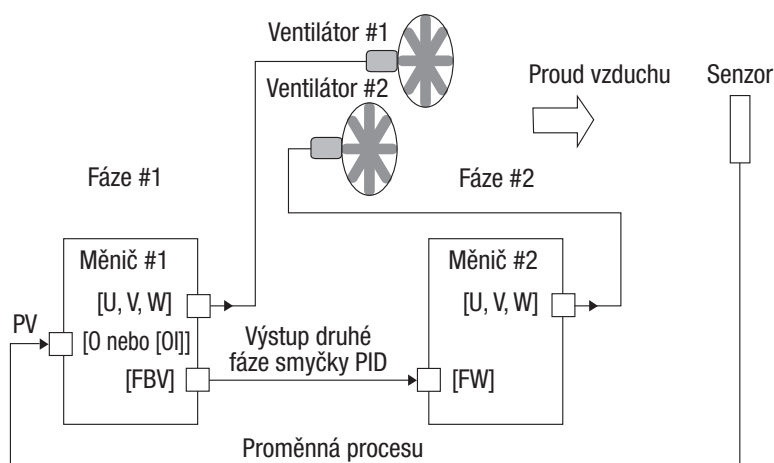 Ventilátor #1
Ventilátor #2
Proud vzduchu
Senzor
Fáze #1
Fáze #2
Měnič #1
Měnič #2
[U, V, W]
[U, V, W]
PV
[O nebo [OI]]
Výstup druhé
fáze smyčky PID
[FBV]
[FW]
Proměnná procesu